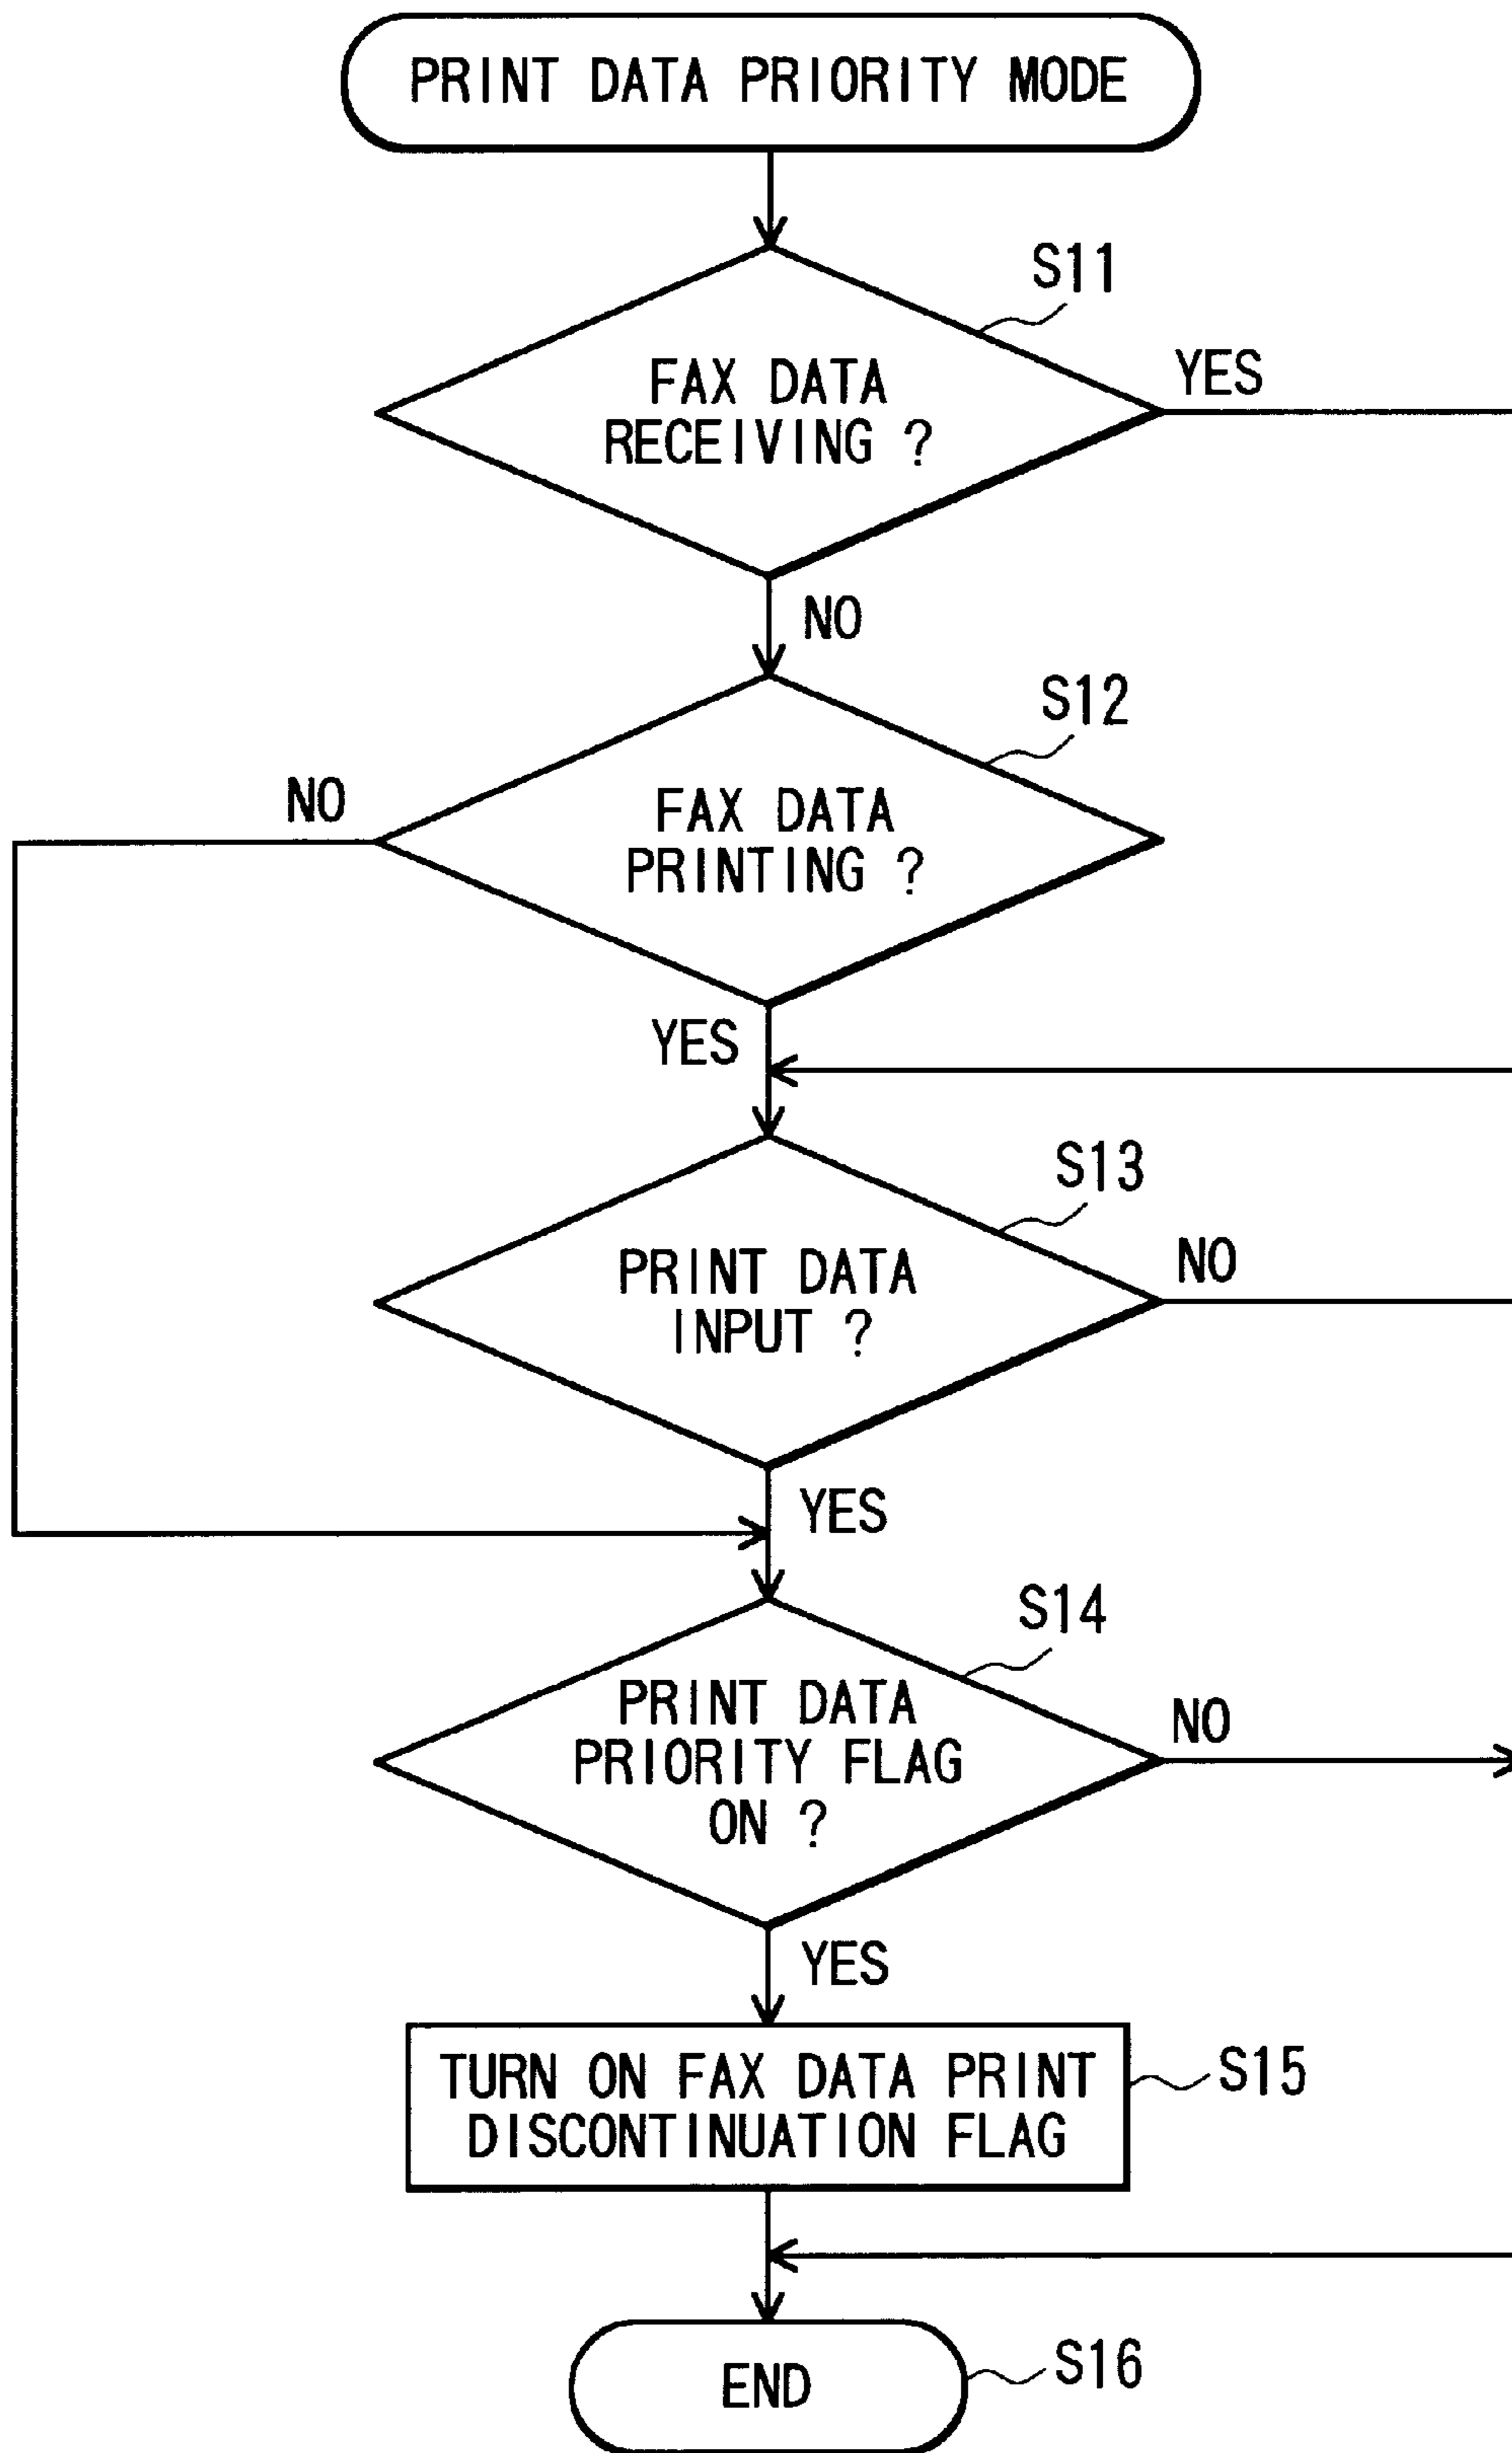 PRINT DATA PRIORITY MODE
S11
FAX DATA
RECEIVING ?
YES
NO
S12
NO
FAX DATA
PRINTING ?
YES
S13
PRINT DATA
INPUT ?
NO
YES
S14
PRINT DATA
PRIORITY FLAG
ON ?
NO
YES
TURN ON FAX DATA PRINT
DISCONTINUATION FLAG
S15
END
S16